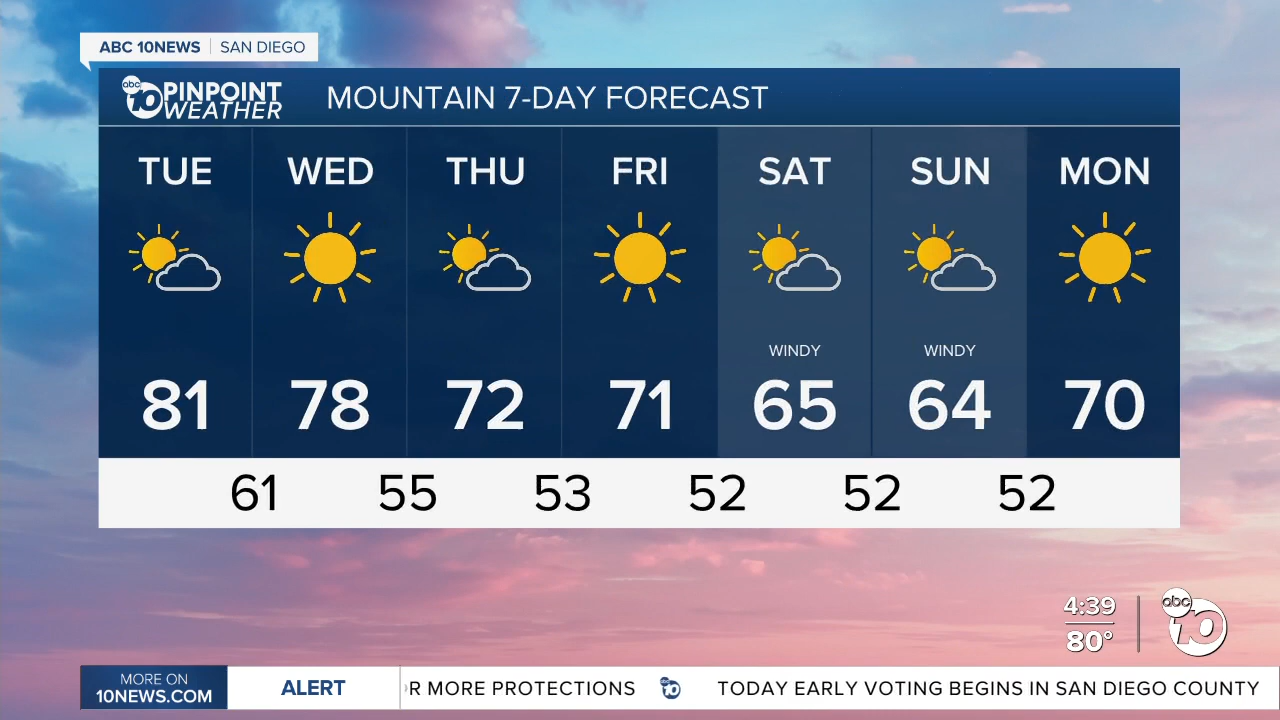 ABC 10NEWS | SAN DIEGO
abc 10 PINPOINT
WEATHER
MOUNTAIN 7-DAY FORECAST
TUE WED THU FRI SAT SUN MON
WINDY WINDY
81 78 72 71 65 64 70
61 55 53 52 52 52
4:39
80°
abc 10
MORE ON
10NEWS.COM
ALERT
R MORE PROTECTIONS abc 10 TODAY EARLY VOTING BEGINS IN SAN DIEGO COUNTY